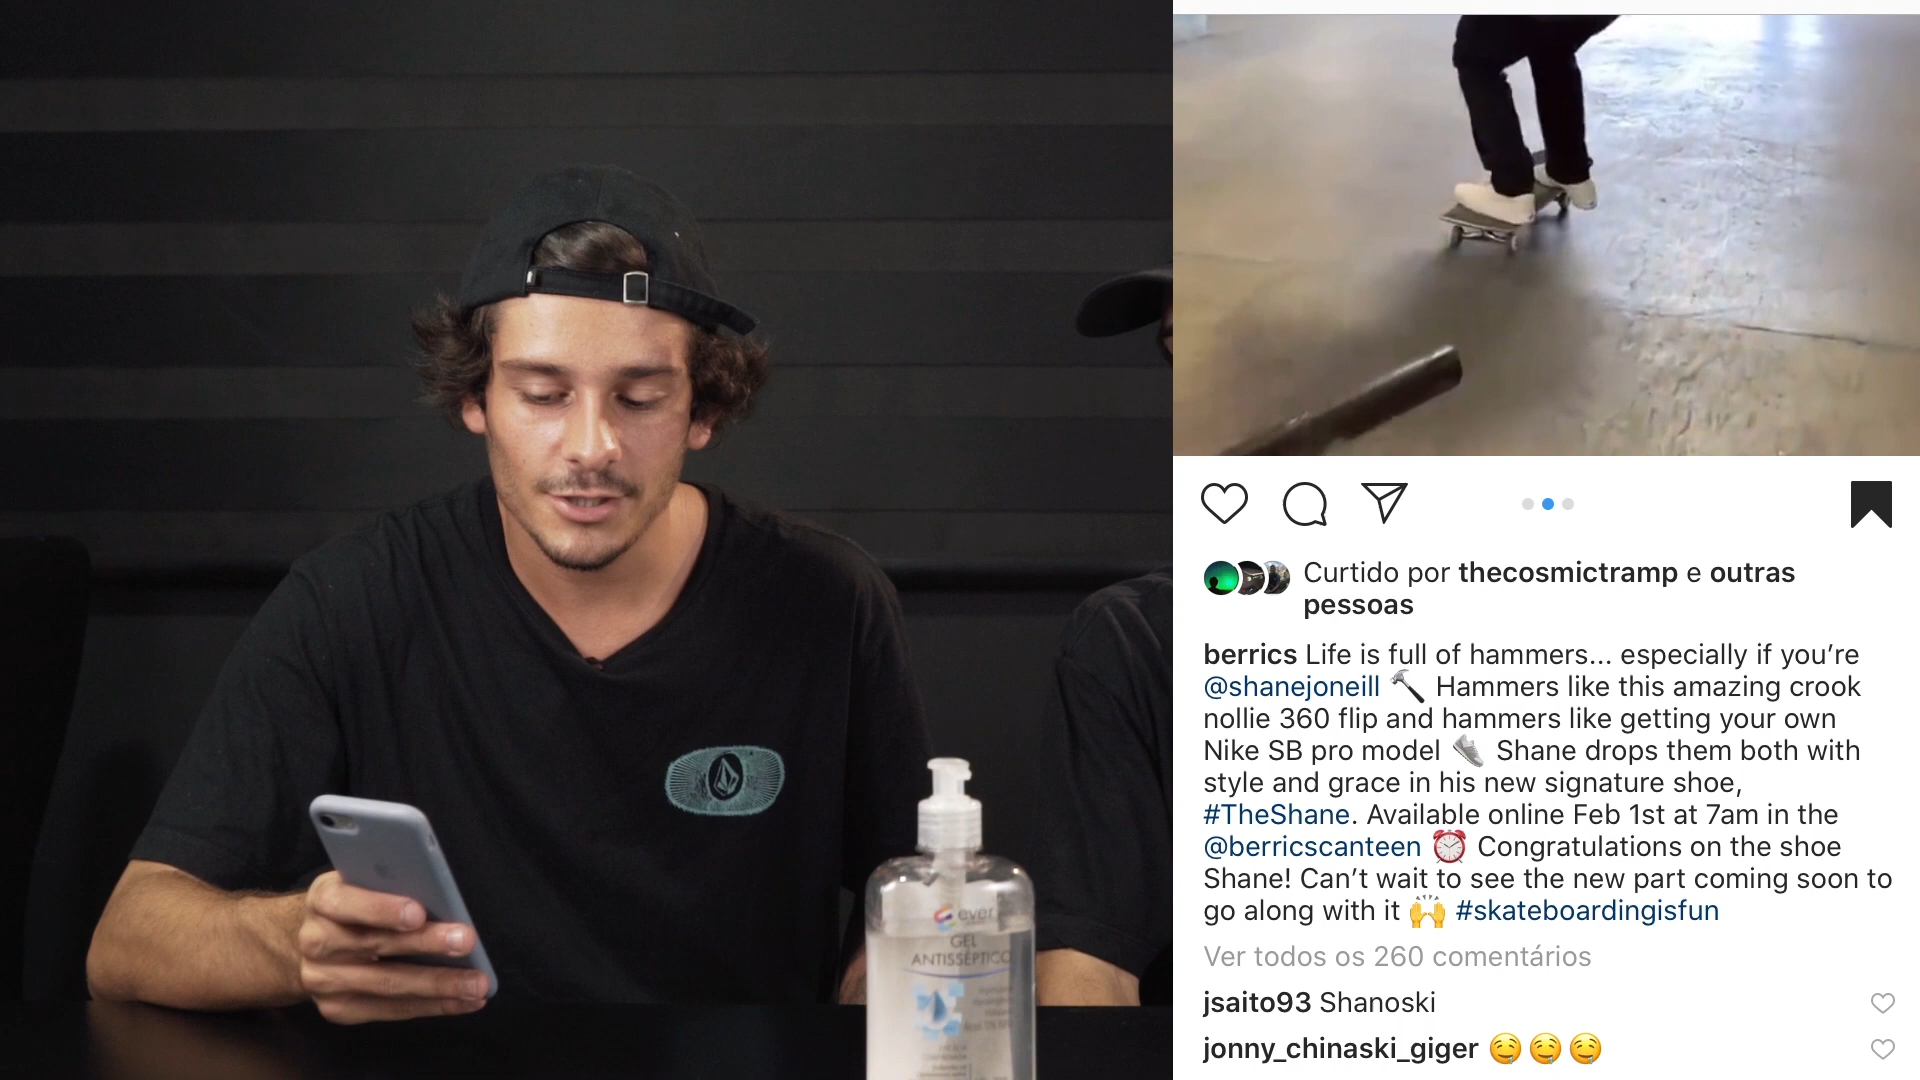 ever
GEL
ANTISSÉPTICO
Curtido por thecosmictramp e outras
pessoas
berrics Life is full of hammers... especially if you’re
@shanejoneill 🔨 Hammers like this amazing crook
nollie 360 flip and hammers like getting your own
Nike SB pro model 👟 Shane drops them both with
style and grace in his new signature shoe,
#TheShane. Available online Feb 1st at 7am in the
@berricscanteen ⏰ Congratulations on the shoe
Shane! Can’t wait to see the new part coming soon to
go along with it 🙌 #skateboardingisfun
Ver todos os 260 comentários
jsaito93 Shanoski
jonny_chinaski_giger 🤤 🤤 🤤